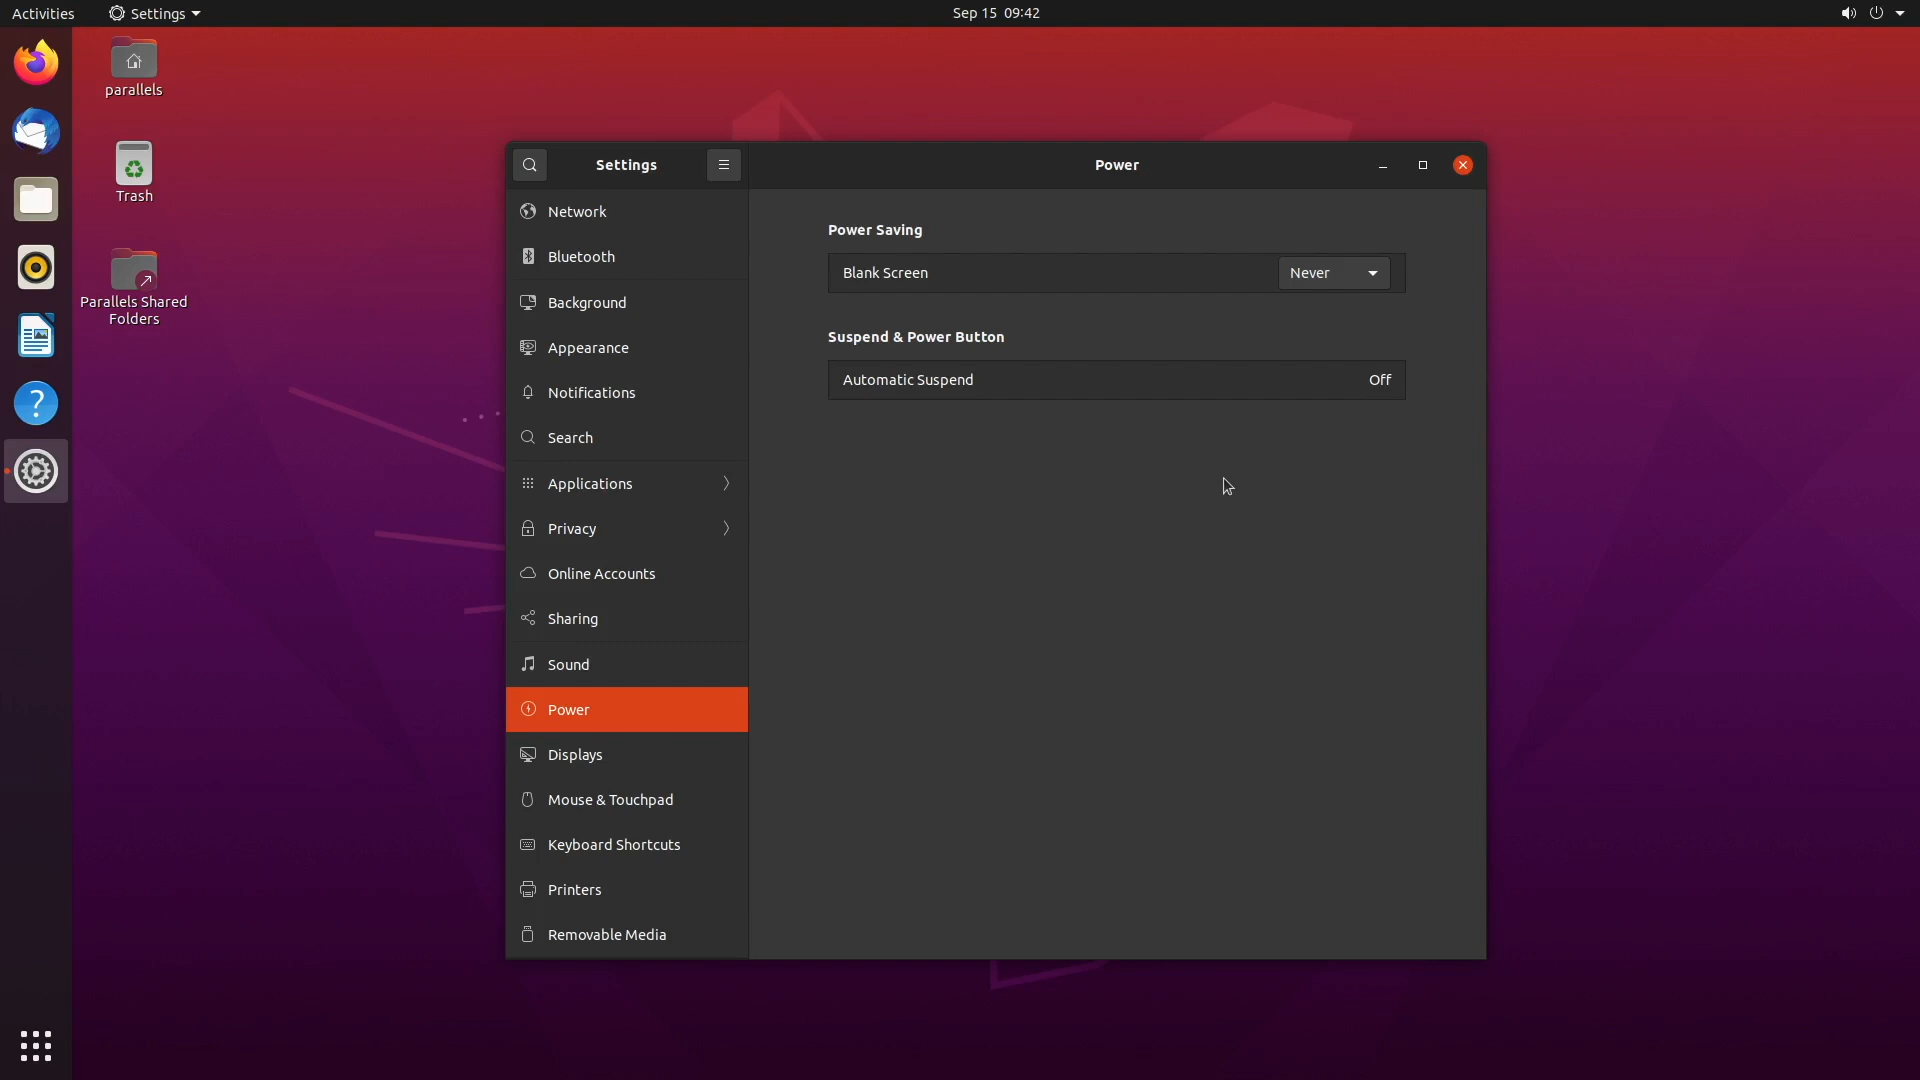 Activities
Settings
Sep 15 09:42
parallels
Trash
Parallels Shared
Folders
Settings
Power
Network
Bluetooth
Background
Appearance
Notifications
Search
Applications
Privacy
Online Accounts
Sharing
Sound
Power
Displays
Mouse & Touchpad
Keyboard Shortcuts
Printers
Removable Media
Power Saving
Blank Screen
Never
Suspend & Power Button
Automatic Suspend
Off